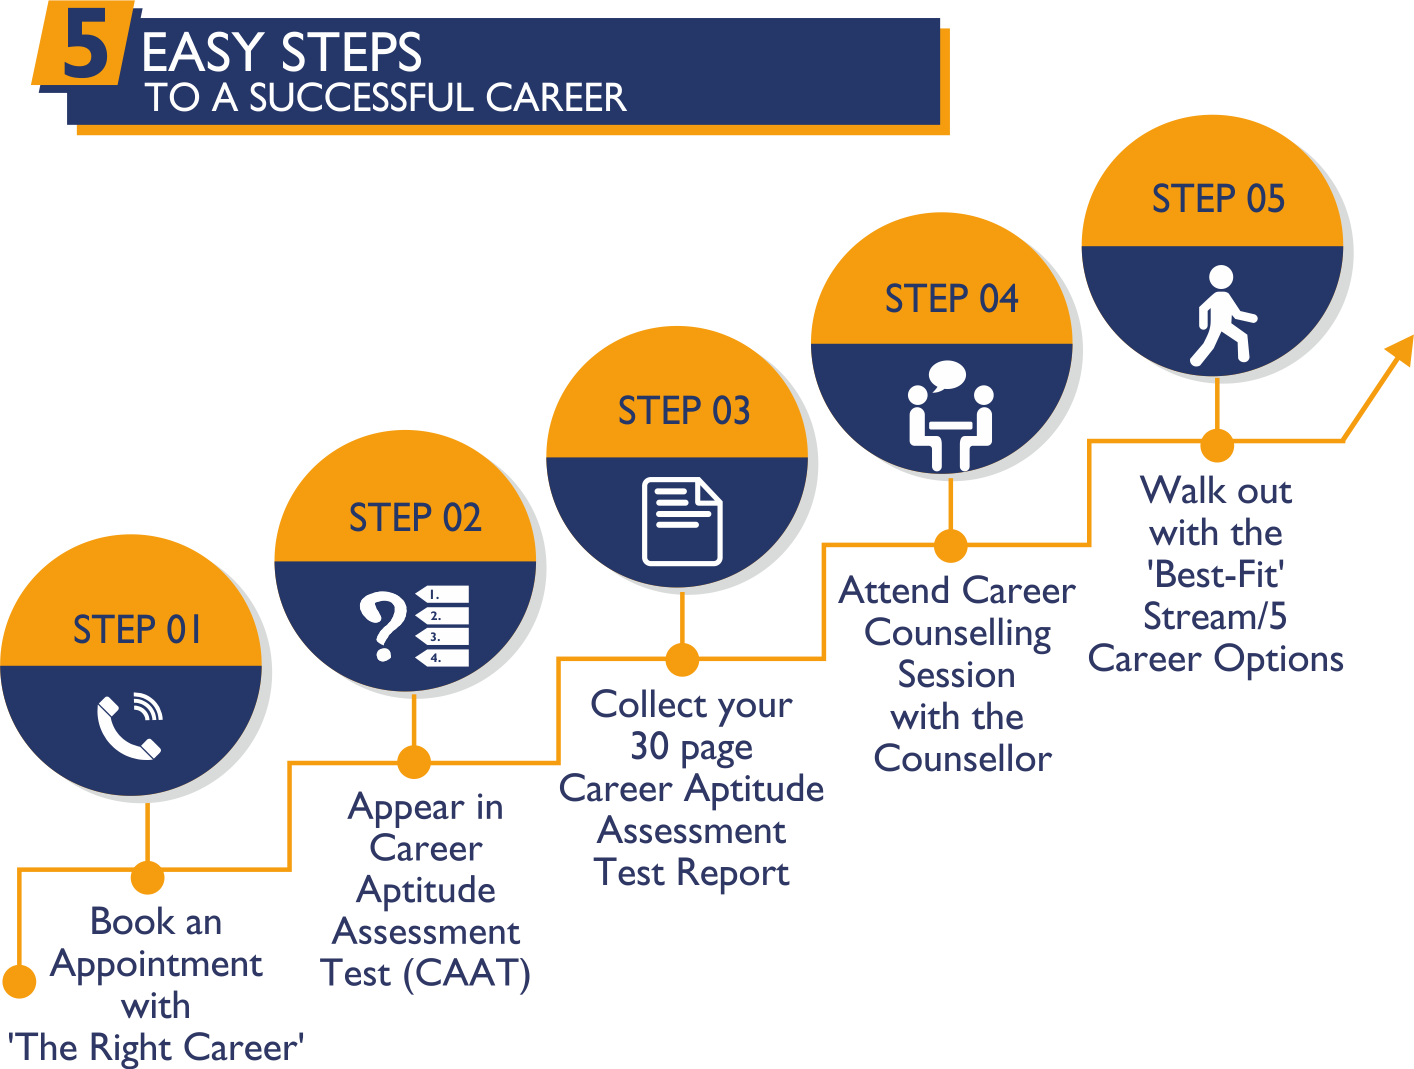 5
EASY STEPS
TO A SUCCESSFUL CAREER
STEP 01
Book an
Appointment
with
'The Right Career'
STEP 02
1.
2.
3.
4.
Appear in
Career
Aptitude
Assessment
Test (CAAT)
STEP 03
Collect your
30 page
Career Aptitude
Assessment
Test Report
STEP 04
Attend Career
Counselling
Session
with the
Counsellor
STEP 05
Walk out
with the
'Best-Fit'
Stream/5
Career Options